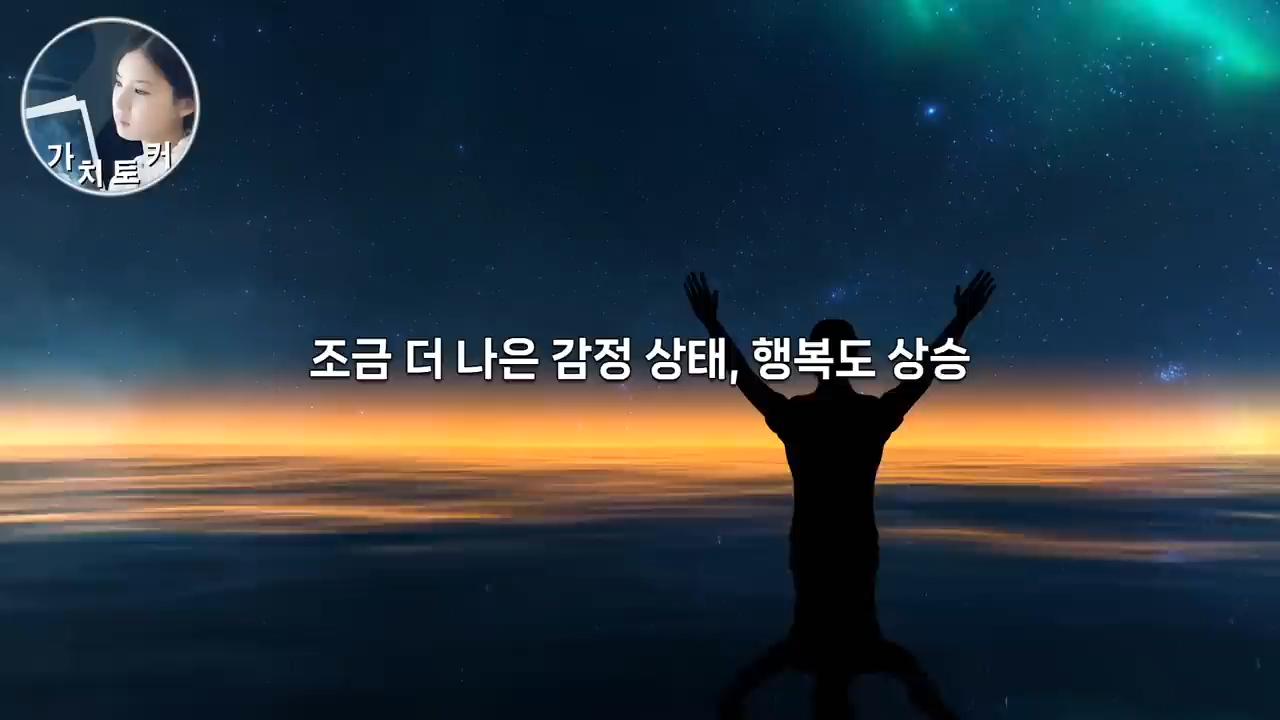 가치토커
조금 더 나은 감정 상태, 행복도 상승